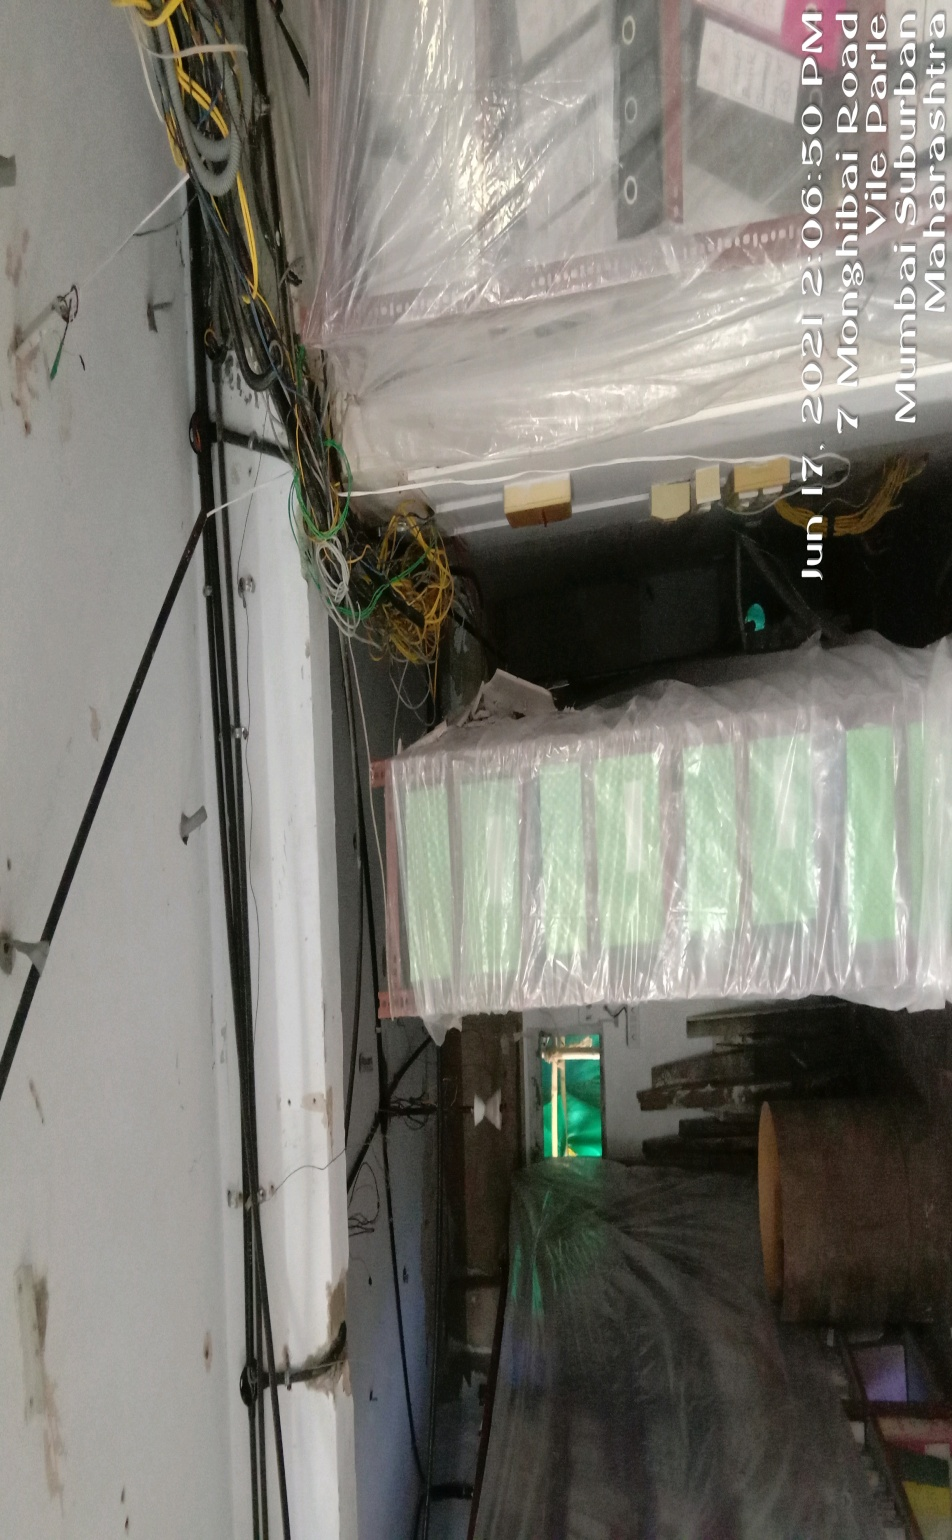 Jun 17, 2021 2:06:50 PM
7 Monghibai Road
Vile Parle
Mumbai Suburban
Maharashtra